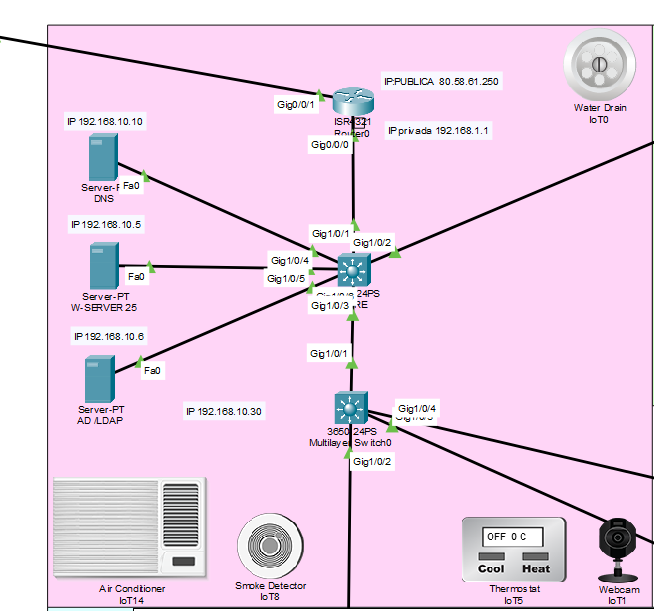 IP:PUBLICA 80.58.61.250
Gig0/0/1
ISR4321
Router0
Water Drain
IoT0
IP 192.168.10.10
IPprivada 192.168.1.1
Gig0/0/0
Fa0
DNS
IP 192.168.10.5
Gig1/0/1
Gig1/0/2
Gig1/0/4
Fa0
Gig1/0/5
Server-PT
W-SERVER 25
24PS
Gig1/0/3
RE
IP 192.168.10.6
Gig1/0/1
Fa0
Server-PT
AD /LDAP
IP 192.168.10.30
Gig1/0/4
3650 24PS
Multilayer Switch0
Gig1/0/2
OFF 0 C
Cool Heat
Air Conditioner
IoT14
Smoke Detector
IoT8
Thermostat
IoT5
Webcam
IoT1